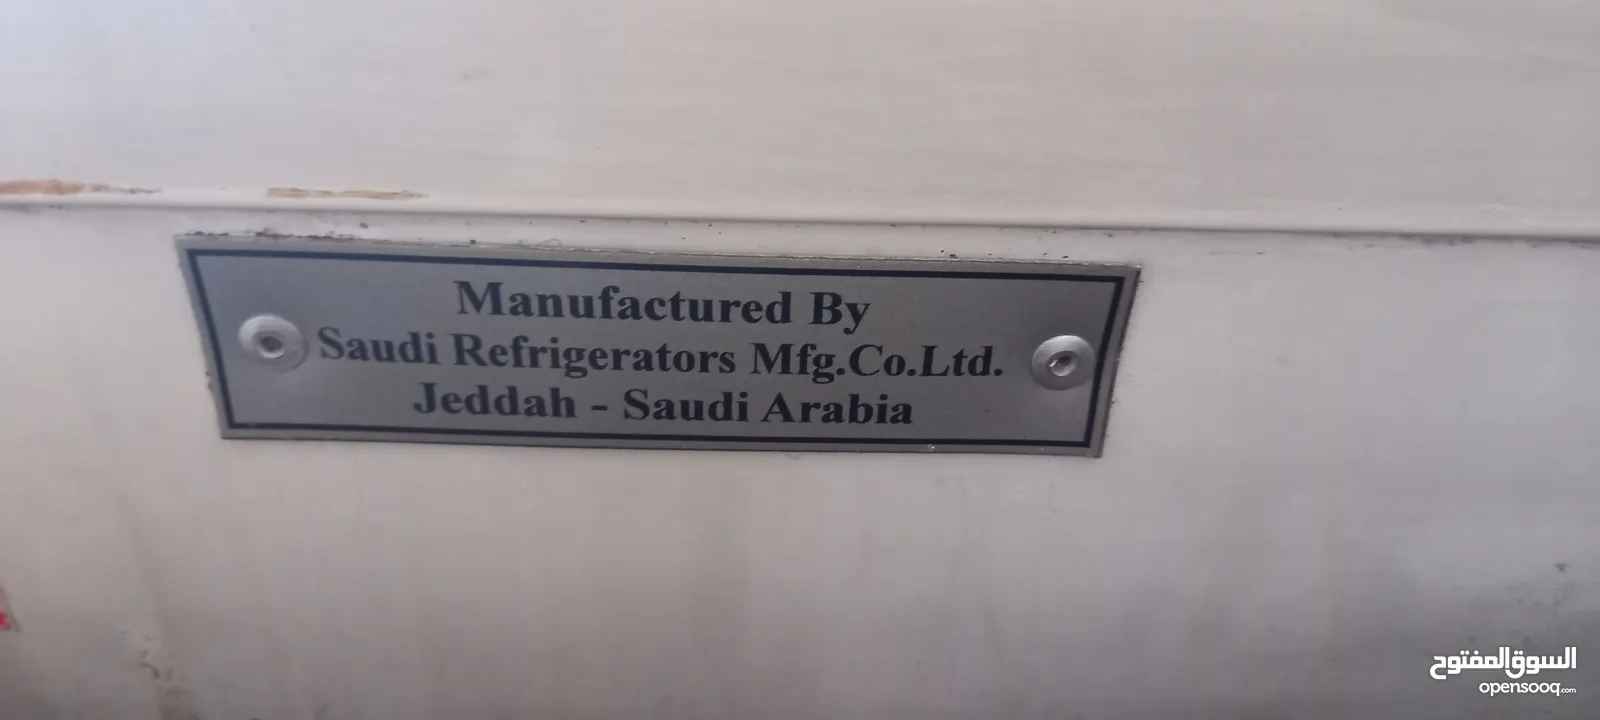 Manufactured By
Saudi Refrigerators Mfg.Co.Ltd.
Jeddah - Saudi Arabia
السوق المفتوح
opensooq.com